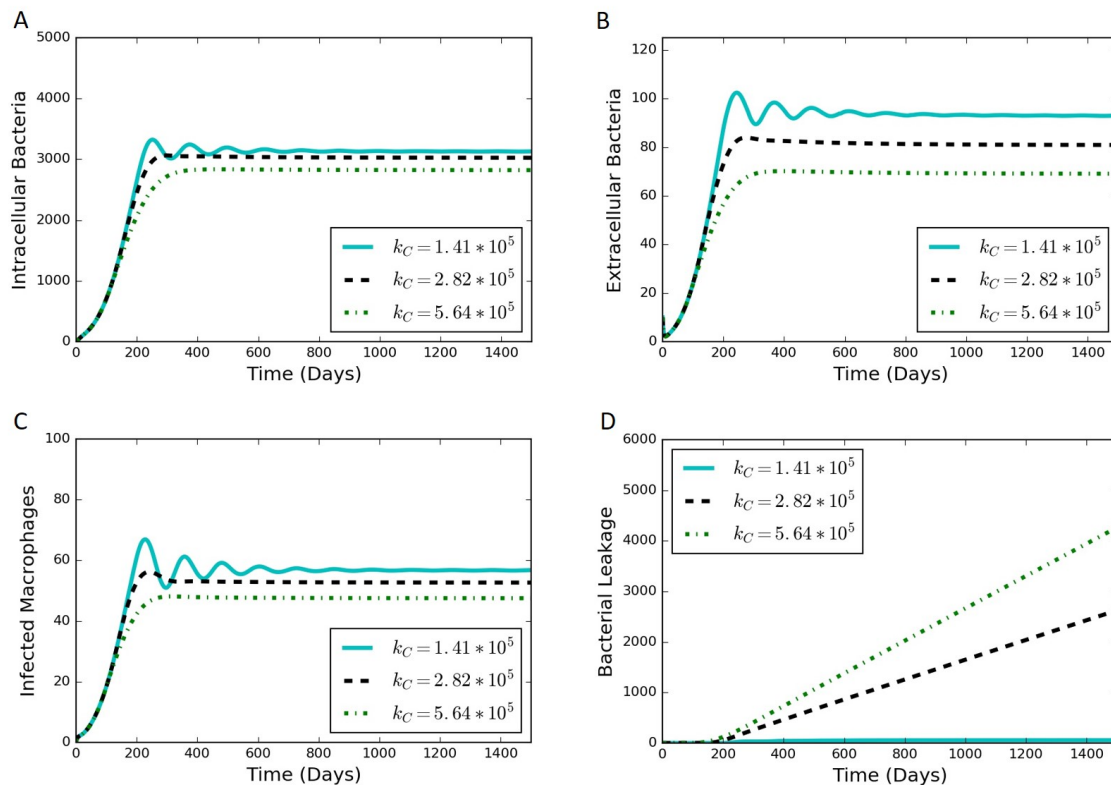 A
5000
4000
3000
2000
1000
0
Intracellular Bacteria
k_C = 1.41 * 10^5
k_C = 2.82 * 10^5
k_C = 5.64 * 10^5
0 200 400 600 800 1000 1200 1400
Time (Days)
B
120
100
80
60
40
20
0
Extracellular Bacteria
k_C = 1.41 * 10^5
k_C = 2.82 * 10^5
k_C = 5.64 * 10^5
0 200 400 600 800 1000 1200 1400
Time (Days)
C
100
80
60
40
20
0
Infected Macrophages
k_C = 1.41 * 10^5
k_C = 2.82 * 10^5
k_C = 5.64 * 10^5
0 200 400 600 800 1000 1200 1400
Time (Days)
D
6000
5000
4000
3000
2000
1000
0
Bacterial Leakage
k_C = 1.41 * 10^5
k_C = 2.82 * 10^5
k_C = 5.64 * 10^5
0 200 400 600 800 1000 1200 1400
Time (Days)